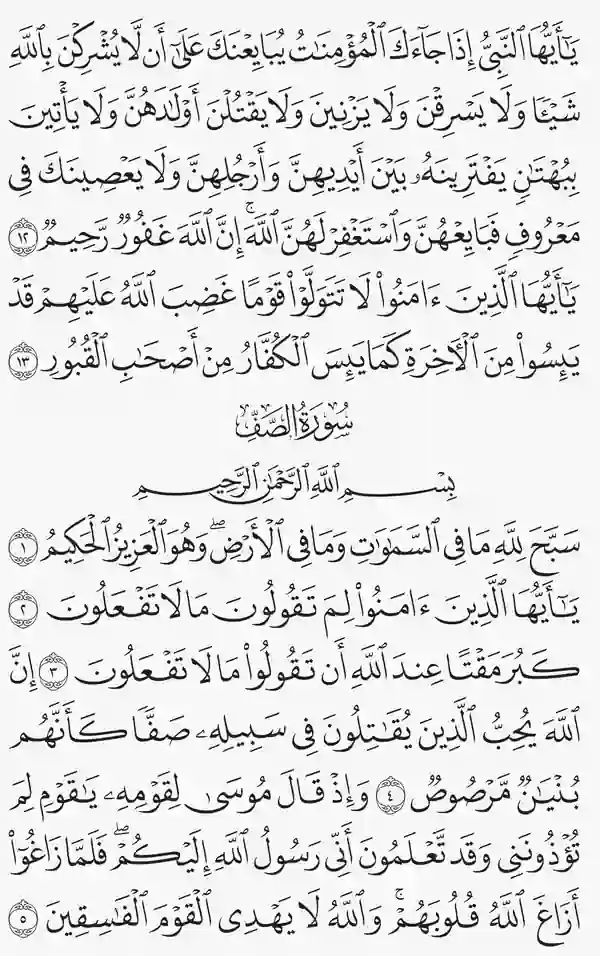 يَٰٓأَيُّهَا ٱلنَّبِيُّ إِذَا جَآءَكَ ٱلۡمُؤۡمِنَٰتُ يُبَايِعۡنَكَ عَلَىٰٓ أَن لَّا يُشۡرِكۡنَ بِٱللَّهِ
شَيۡـٔٗا وَلَا يَسۡرِقۡنَ وَلَا يَزۡنِينَ وَلَا يَقۡتُلۡنَ أَوۡلَٰدَهُنَّ وَلَا يَأۡتِينَ
بِبُهۡتَٰنٖ يَفۡتَرِينَهُۥ بَيۡنَ أَيۡدِيهِنَّ وَأَرۡجُلِهِنَّ وَلَا يَعۡصِينَكَ فِي
مَعۡرُوفٖ فَبَايِعۡهُنَّ وَٱسۡتَغۡفِرۡ لَهُنَّ ٱللَّهَۚ إِنَّ ٱللَّهَ غَفُورٞ رَّحِيمٞ ١٢
يَٰٓأَيُّهَا ٱلَّذِينَ ءَامَنُواْ لَا تَتَوَلَّوۡاْ قَوۡمًا غَضِبَ ٱللَّهُ عَلَيۡهِمۡ قَدۡ
يَئِسُواْ مِنَ ٱلۡأٓخِرَةِ كَمَا يَئِسَ ٱلۡكُفَّارُ مِنۡ أَصۡحَٰبِ ٱلۡقُبُورِ ١٣
سُورَةُ الصَّفِّ
بِسۡمِ ٱللَّهِ ٱلرَّحۡمَٰنِ ٱلرَّحِيمِ
سَبَّحَ لِلَّهِ مَا فِي ٱلسَّمَٰوَٰتِ وَمَا فِي ٱلۡأَرۡضِۖ وَهُوَ ٱلۡعَزِيزُ ٱلۡحَكِيمُ ١
يَٰٓأَيُّهَا ٱلَّذِينَ ءَامَنُواْ لِمَ تَقُولُونَ مَا لَا تَفۡعَلُونَ ٢
كَبُرَ مَقۡتًا عِندَ ٱللَّهِ أَن تَقُولُواْ مَا لَا تَفۡعَلُونَ ٣ إِنَّ
ٱللَّهَ يُحِبُّ ٱلَّذِينَ يُقَٰتِلُونَ فِي سَبِيلِهِۦ صَفّٗا كَأَنَّهُم
بُنۡيَٰنٞ مَّرۡصُوصٞ ٤ وَإِذۡ قَالَ مُوسَىٰ لِقَوۡمِهِۦ يَٰقَوۡمِ لِمَ
تُؤۡذُونَنِي وَقَد تَّعۡلَمُونَ أَنِّي رَسُولُ ٱللَّهِ إِلَيۡكُمۡۖ فَلَمَّا زَاغُوٓاْ
أَزَاغَ ٱللَّهُ قُلُوبَهُمۡۚ وَٱللَّهُ لَا يَهۡدِي ٱلۡقَوۡمَ ٱلۡفَٰسِقِينَ ٥